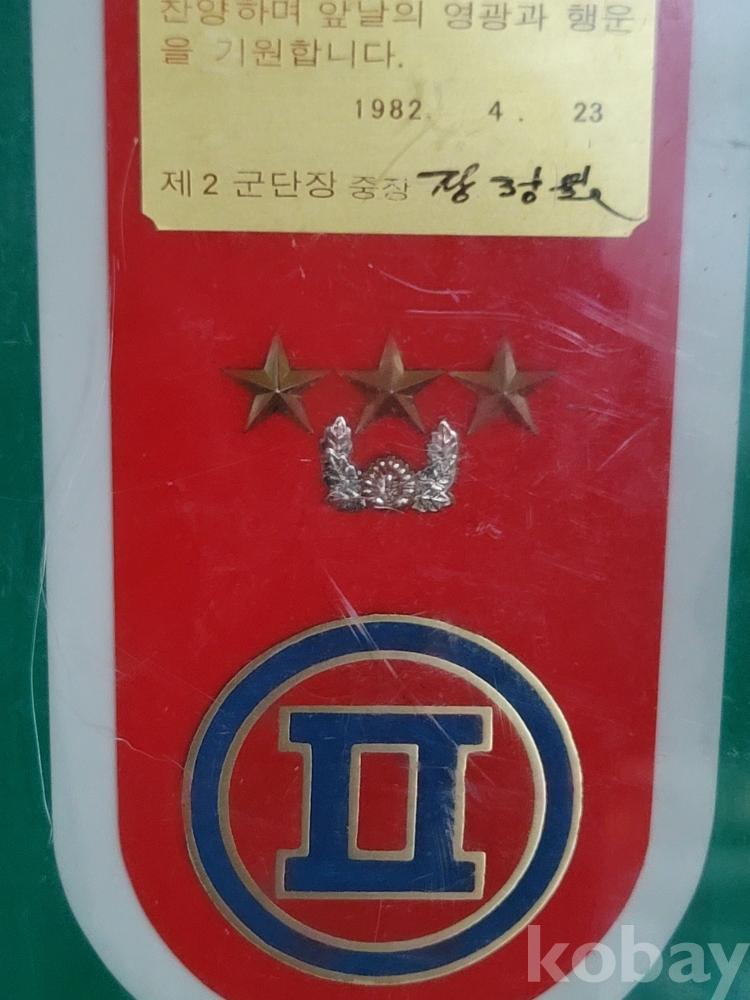 찬양하며 앞날의 영광과 행운
을 기원합니다.
1982. 4. 23
제2 군단장 중장
II
kobay